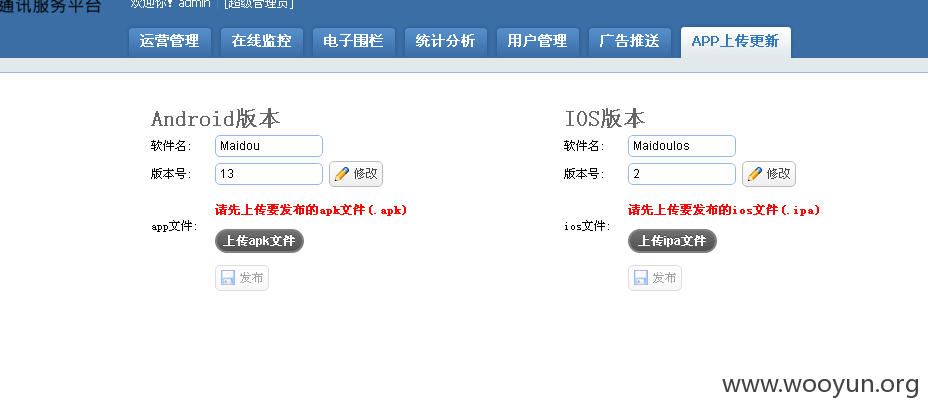 通讯服务平台
欢迎你! admin | [超级管理员]
运营管理 在线监控 电子围栏 统计分析 用户管理 广告推送 APP上传更新
Android版本 IOS版本
软件名: Maidou 软件名: MaidouIos
版本号: 13 修改 版本号: 2 修改
请先上传要发布的apk文件(.apk) 请先上传要发布的ios文件(.ipa)
app文件: ios文件:
上传apk文件 上传ipa文件
发布 发布
www.wooyun.org